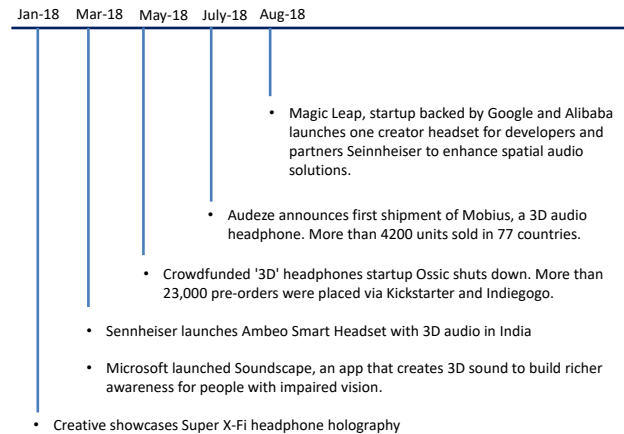 Jan-18 Mar-18 May-18 July-18 Aug-18
• Magic Leap, startup backed by Google and Alibaba
launches one creator headset for developers and
partners Seinnheiser to enhance spatial audio
solutions.
• Audeze announces first shipment of Mobius, a 3D audio
headphone. More than 4200 units sold in 77 countries.
• Crowdfunded '3D' headphones startup Ossic shuts down. More than
23,000 pre-orders were placed via Kickstarter and Indiegogo.
• Sennheiser launches Ambeo Smart Headset with 3D audio in India
• Microsoft launched Soundscape, an app that creates 3D sound to build richer
awareness for people with impaired vision.
• Creative showcases Super X-Fi headphone holography